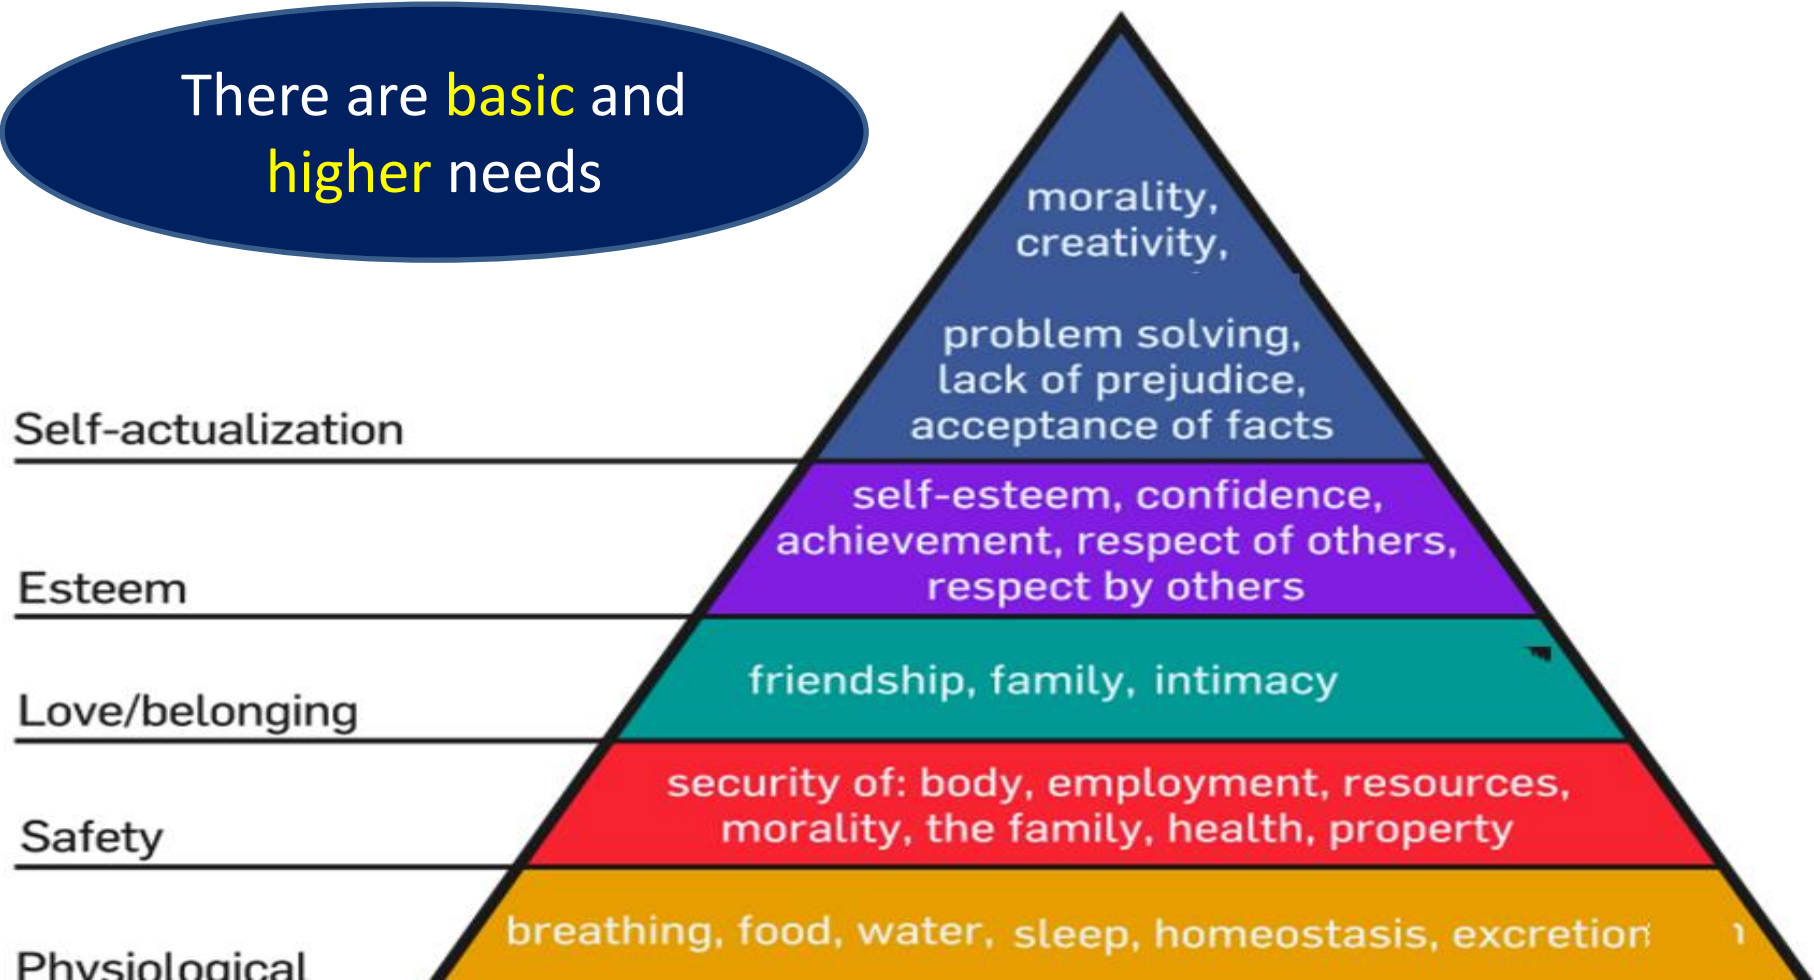 There are basic and
higher needs
morality,
creativity,
problem solving,
lack of prejudice,
acceptance of facts
Self-actualization
self-esteem, confidence,
achievement, respect of others,
respect by others
Esteem
friendship, family, intimacy
Love/belonging
security of: body, employment, resources,
morality, the family, health, property
Safety
breathing, food, water, sleep, homeostasis, excretion
Physiological